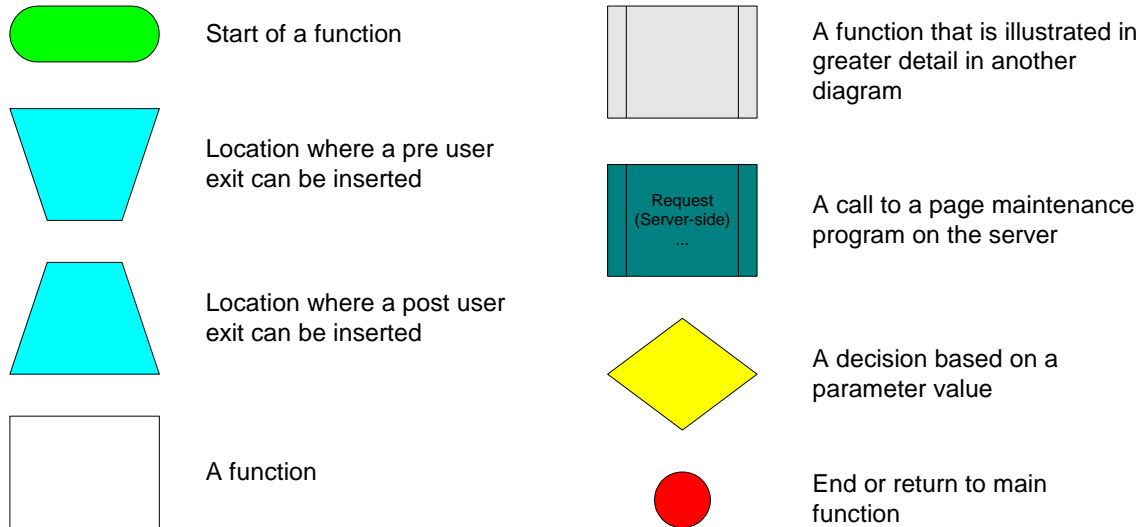 Start of a function
Location where a pre user
exit can be inserted
Location where a post user
exit can be inserted
A function
A function that is illustrated in
greater detail in another
diagram
Request
(Server-side)
...
A call to a page maintenance
program on the server
A decision based on a
parameter value
End or return to main
function